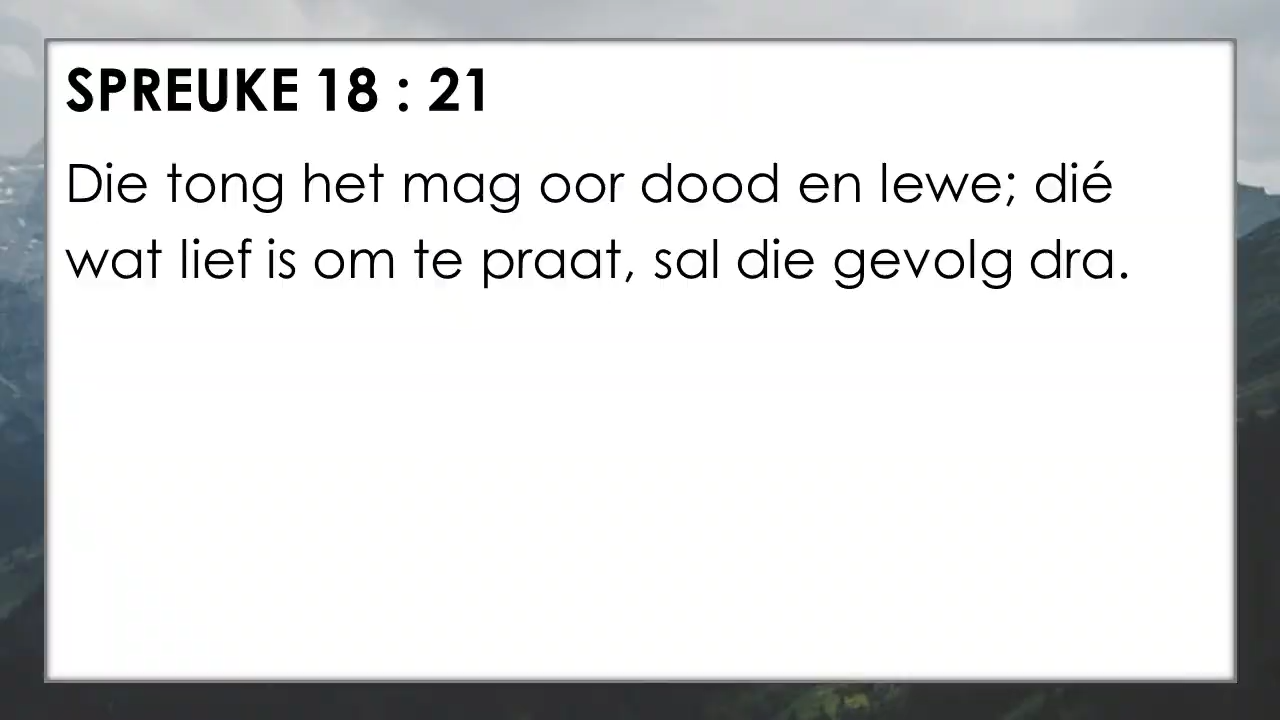 SPREUKE 18 : 21
Die tong het mag oor dood en lewe; dié
wat lief is om te praat, sal die gevolg dra.